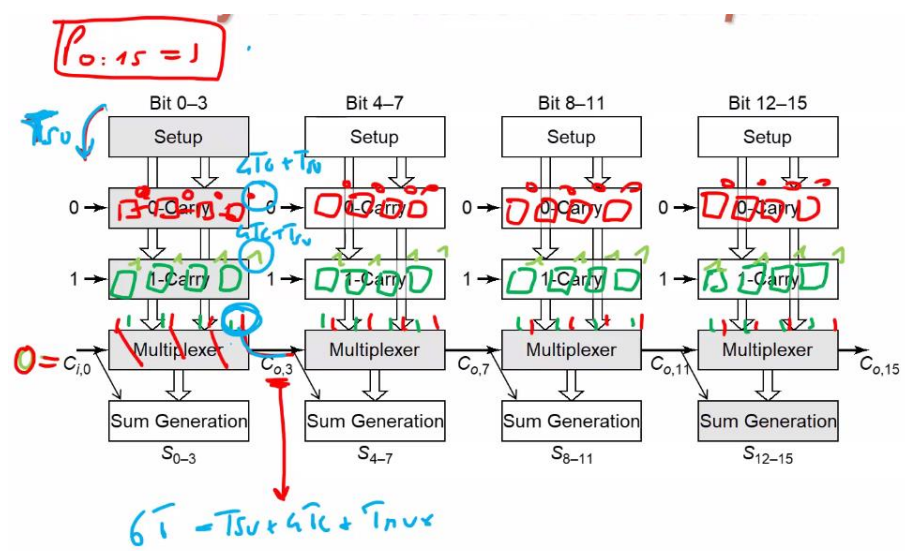 P0:15 = 1
Bit 0–3 Bit 4–7 Bit 8–11 Bit 12–15
Tsu
Setup Setup Setup Setup
4Tc + Tsu
0 0-Carry 0 0-Carry 0 0-Carry 0 0-Carry
4Tc + Tsu
1 1-Carry 1 1-Carry 1 1-Carry 1 1-Carry
0 = Multiplexer Multiplexer Multiplexer Multiplexer
Ci,0 Co,3 Co,7 Co,11 Co,15
Sum Generation Sum Generation Sum Generation Sum Generation
S0–3 S4–7 S8–11 S12–15
6T = Tsu + 4Tc + Tmux